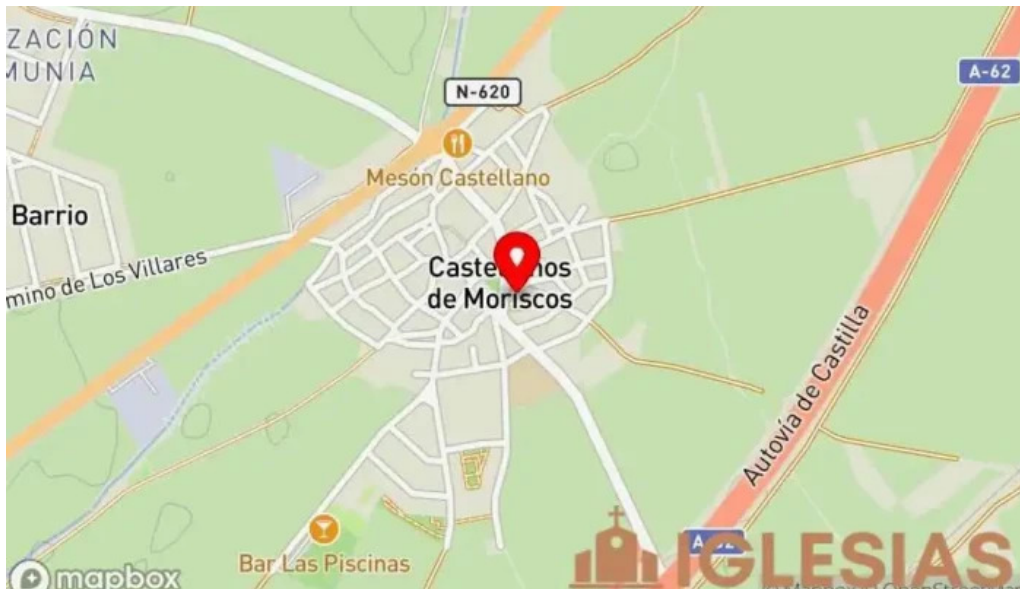 ZACIÓN
MUNIA
N-620
A-62
Mesón Castellano
Barrio
mino de Los Villares
Castellanos
de Moriscos
Autovía de Castilla
Bar Las Piscinas
A-62
IGLESIAS
mapbox